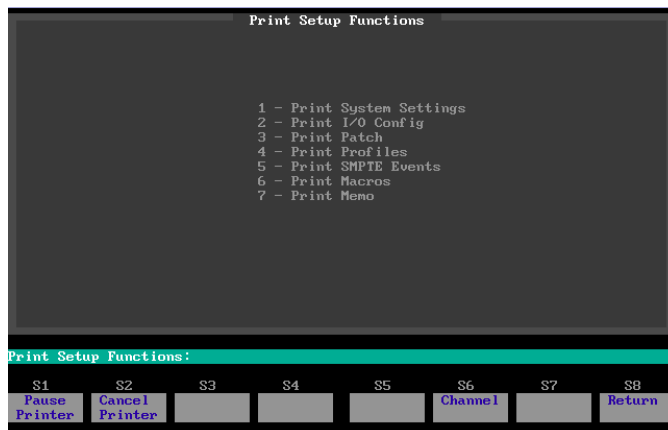 Print Setup Functions
1 - Print System Settings
2 - Print I/O Config
3 - Print Patch
4 - Print Profiles
5 - Print SMPTE Events
6 - Print Macros
7 - Print Memo
Print Setup Functions:
S1 S2 S3 S4 S5 S6 S7 S8
Pause Cancel Channel Return
Printer Printer